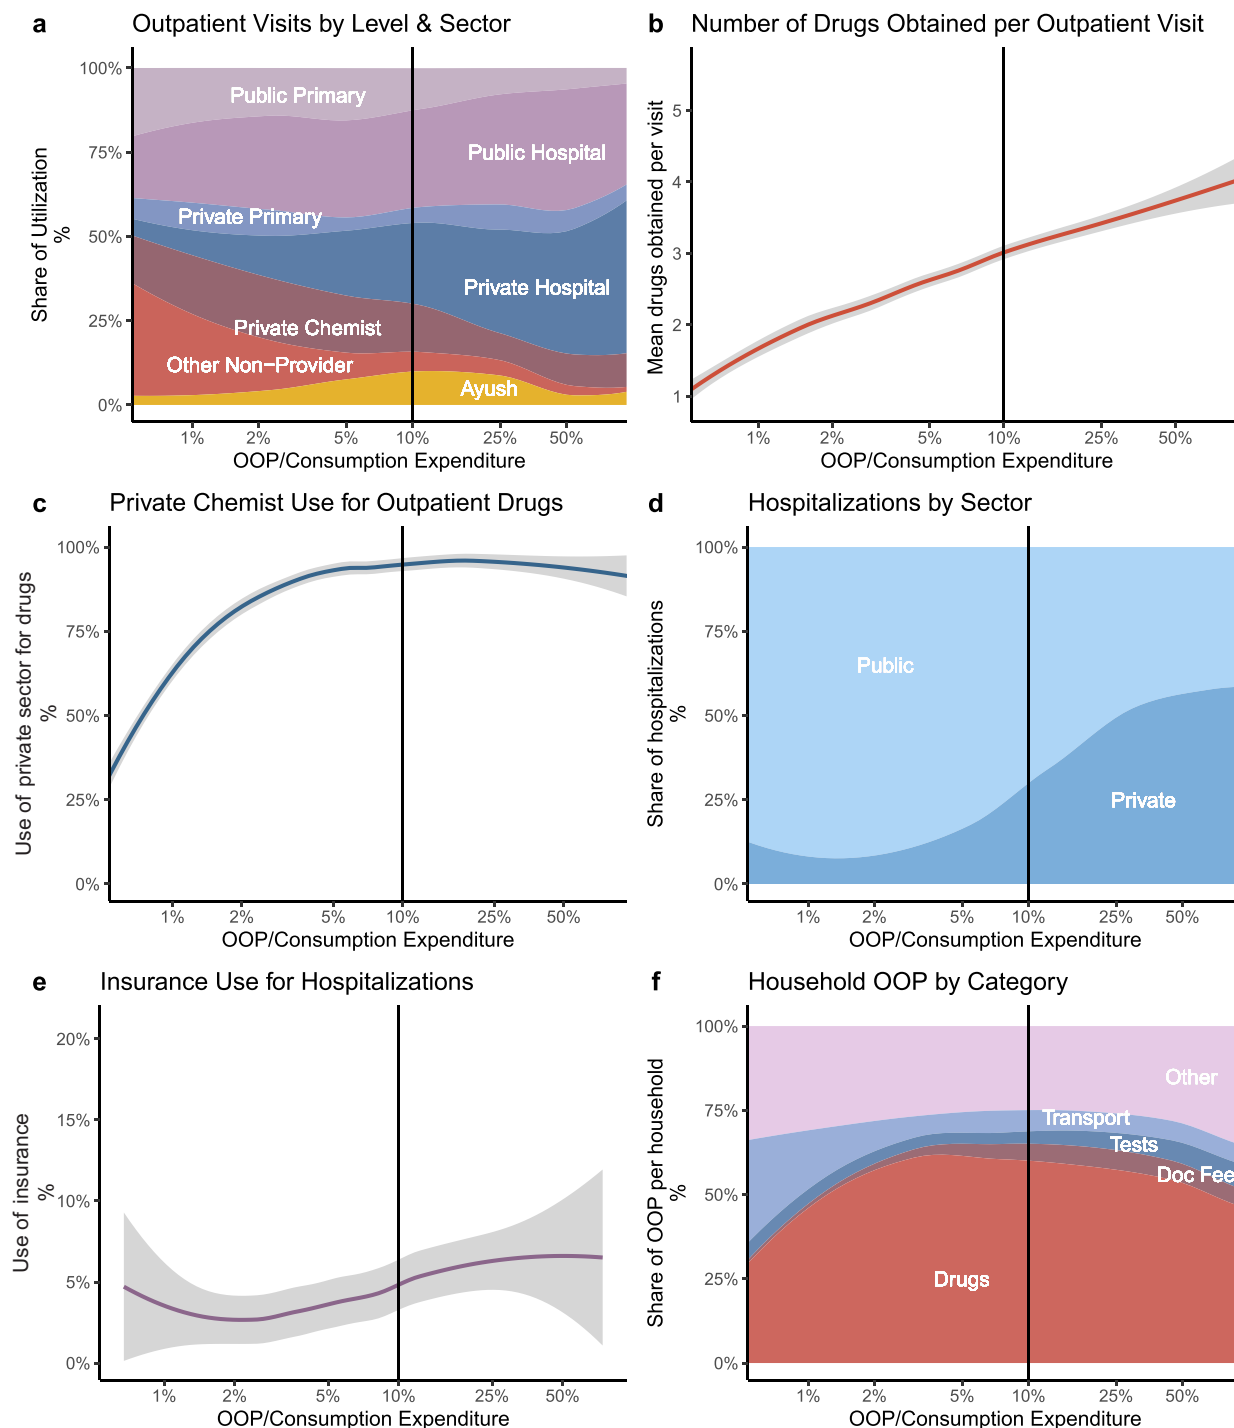 a Outpatient Visits by Level & Sector
100%
75%
50%
25%
0%
Share of Utilization
%
Public Primary
Public Hospital
Private Primary
Private Hospital
Private Chemist
Other Non−Provider
Ayush
1% 2% 5% 10% 25% 50%
OOP/Consumption Expenditure
b Number of Drugs Obtained per Outpatient Visit
5
4
3
2
1
Mean drugs obtained per visit
1% 2% 5% 10% 25% 50%
OOP/Consumption Expenditure
c Private Chemist Use for Outpatient Drugs
100%
75%
50%
25%
0%
Use of private sector for drugs
%
1% 2% 5% 10% 25% 50%
OOP/Consumption Expenditure
d Hospitalizations by Sector
100%
75%
50%
25%
0%
Share of hospitalizations
%
Public
Private
1% 2% 5% 10% 25% 50%
OOP/Consumption Expenditure
e Insurance Use for Hospitalizations
20%
15%
10%
5%
0%
Use of insurance
%
1% 2% 5% 10% 25% 50%
OOP/Consumption Expenditure
f Household OOP by Category
100%
75%
50%
25%
0%
Share of OOP per household
%
Other
Transport
Tests
Doc Fee
Drugs
1% 2% 5% 10% 25% 50%
OOP/Consumption Expenditure